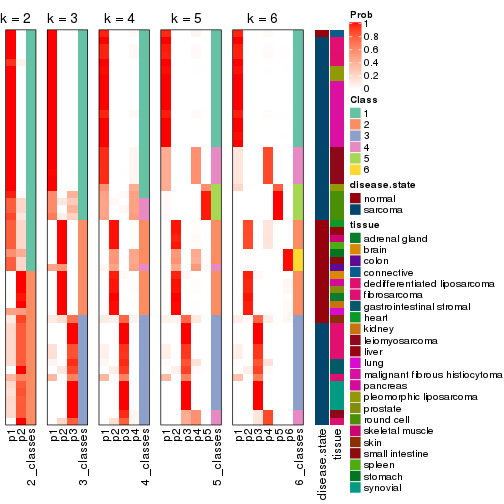 k = 2
k = 3
k = 4
k = 5
k = 6
p1
p2
2_classes
p1
p2
p3
3_classes
p1
p2
p3
p4
4_classes
p1
p2
p3
p4
p5
5_classes
p1
p2
p3
p4
p5
p6
6_classes
disease.state
tissue
Prob
1
0.8
0.6
0.4
0.2
0
Class
1
2
3
4
5
6
disease.state
normal
sarcoma
tissue
adrenal gland
brain
colon
connective
dedifferentiated liposarcoma
fibrosarcoma
gastrointestinal stromal
heart
kidney
leiomyosarcoma
liver
lung
malignant fibrous histiocytoma
pancreas
pleomorphic liposarcoma
prostate
round cell
skeletal muscle
skin
small intestine
spleen
stomach
synovial